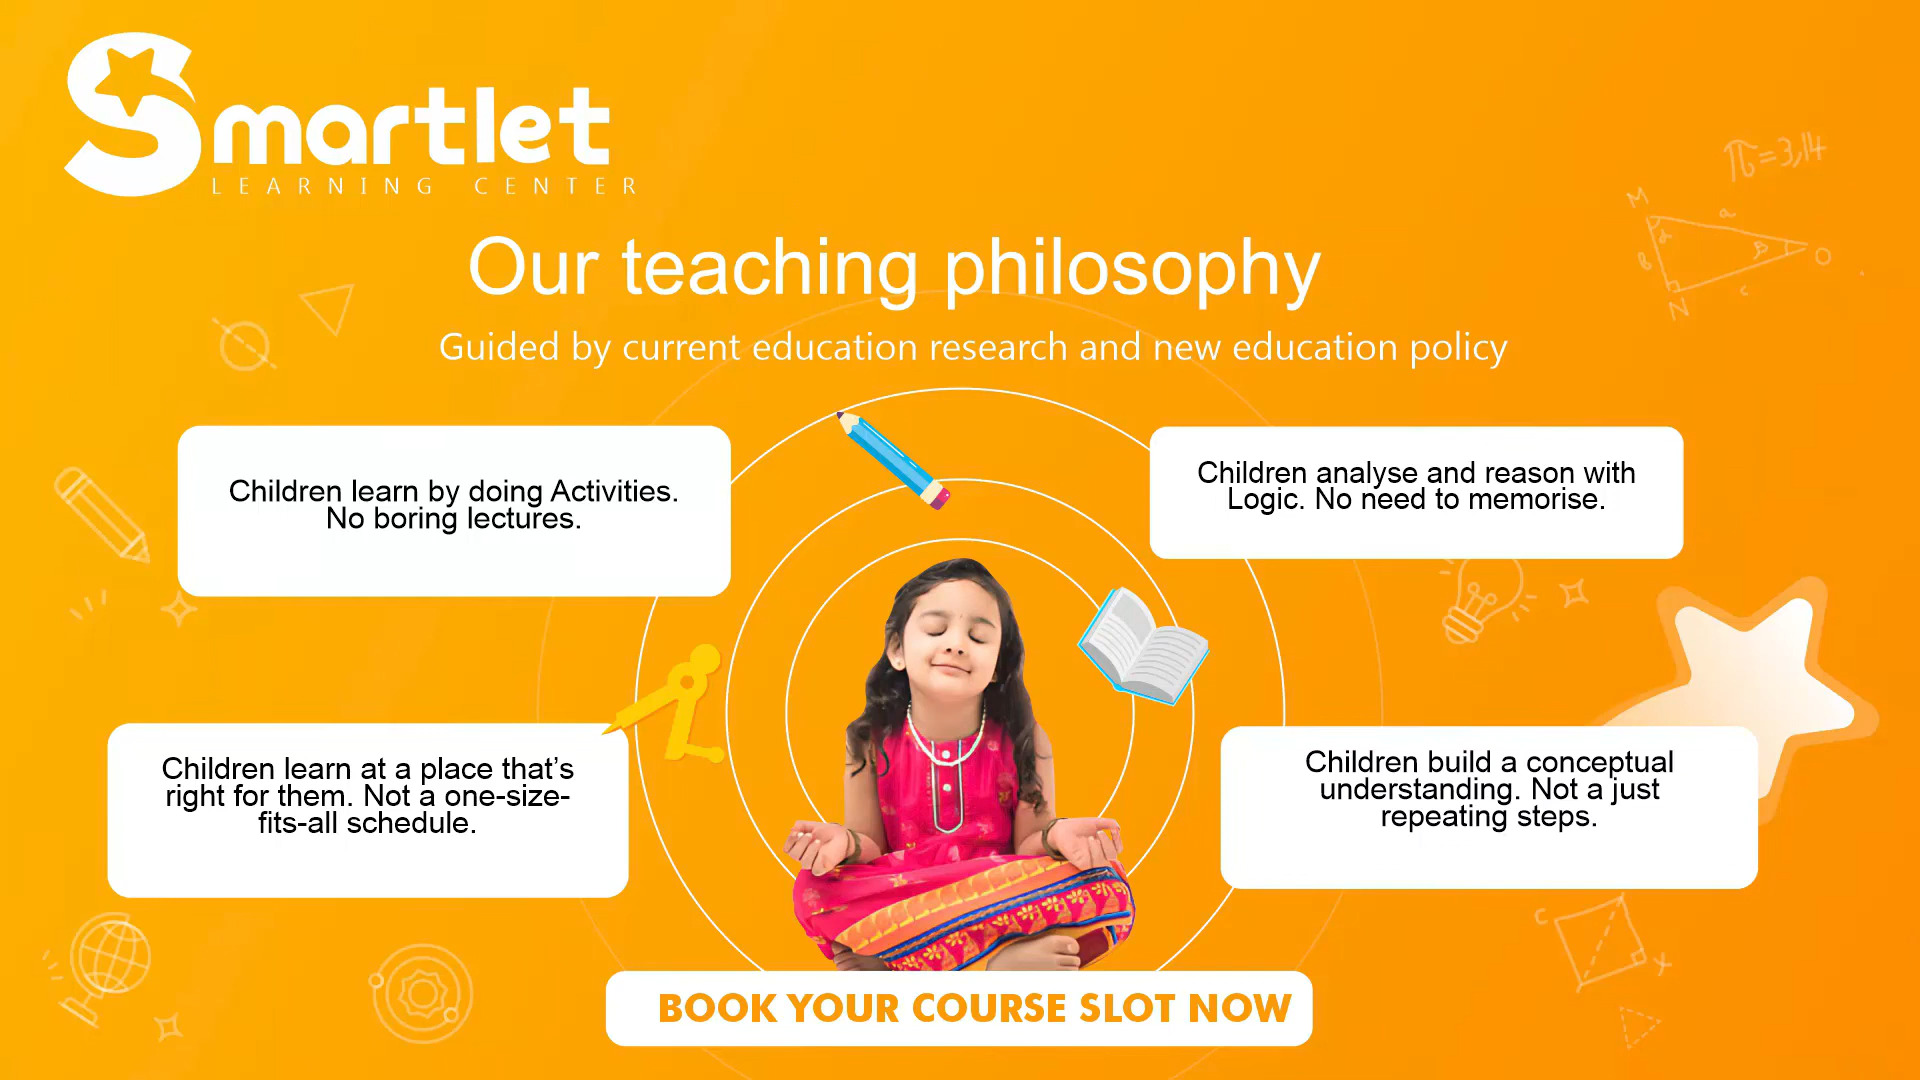 Smartlet
LEARNING CENTER
Our teaching philosophy
Guided by current education research and new education policy
Children learn by doing Activities.
No boring lectures.
Children analyse and reason with
Logic. No need to memorise.
Children learn at a place that’s
right for them. Not a one-size-
fits-all schedule.
Children build a conceptual
understanding. Not a just
repeating steps.
BOOK YOUR COURSE SLOT NOW
π=3,14
M
a
α
β
O
B
N
c
C
x